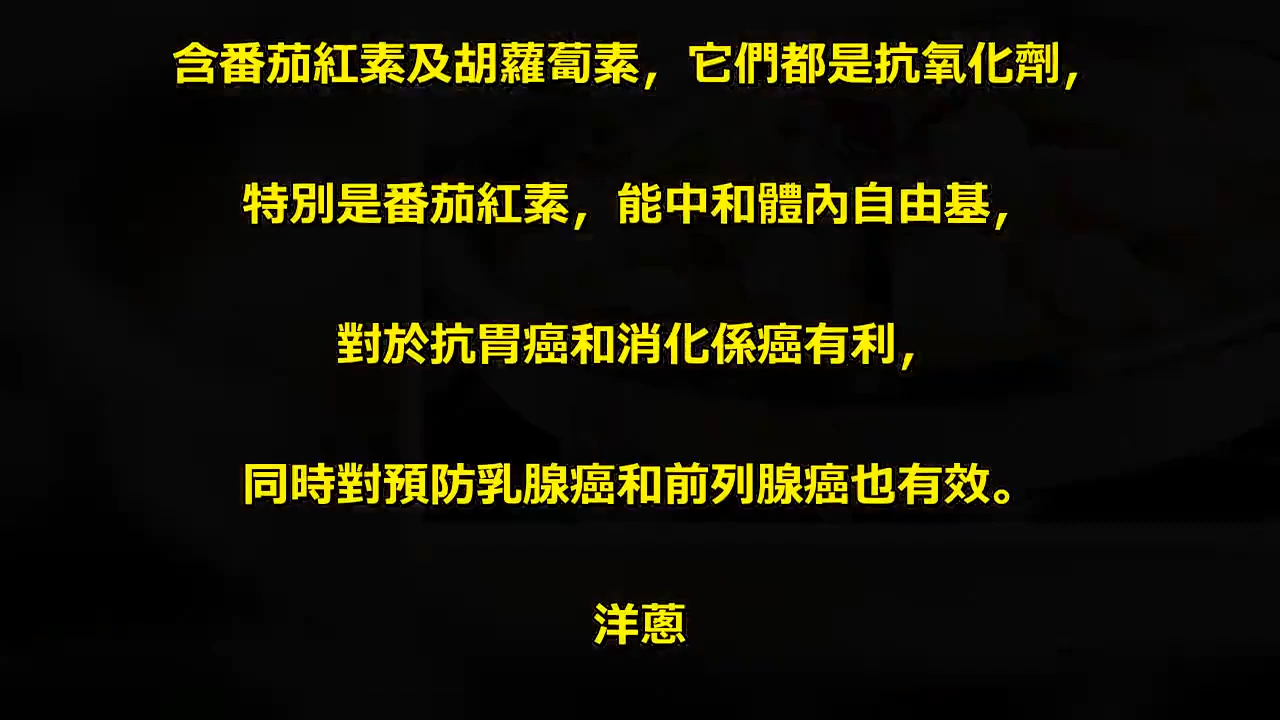 含番茄紅素及胡蘿蔔素，它們都是抗氧化劑，
特別是番茄紅素，能中和體內自由基，
對於抗胃癌和消化係癌有利，
同時對預防乳腺癌和前列腺癌也有效。
洋蔥